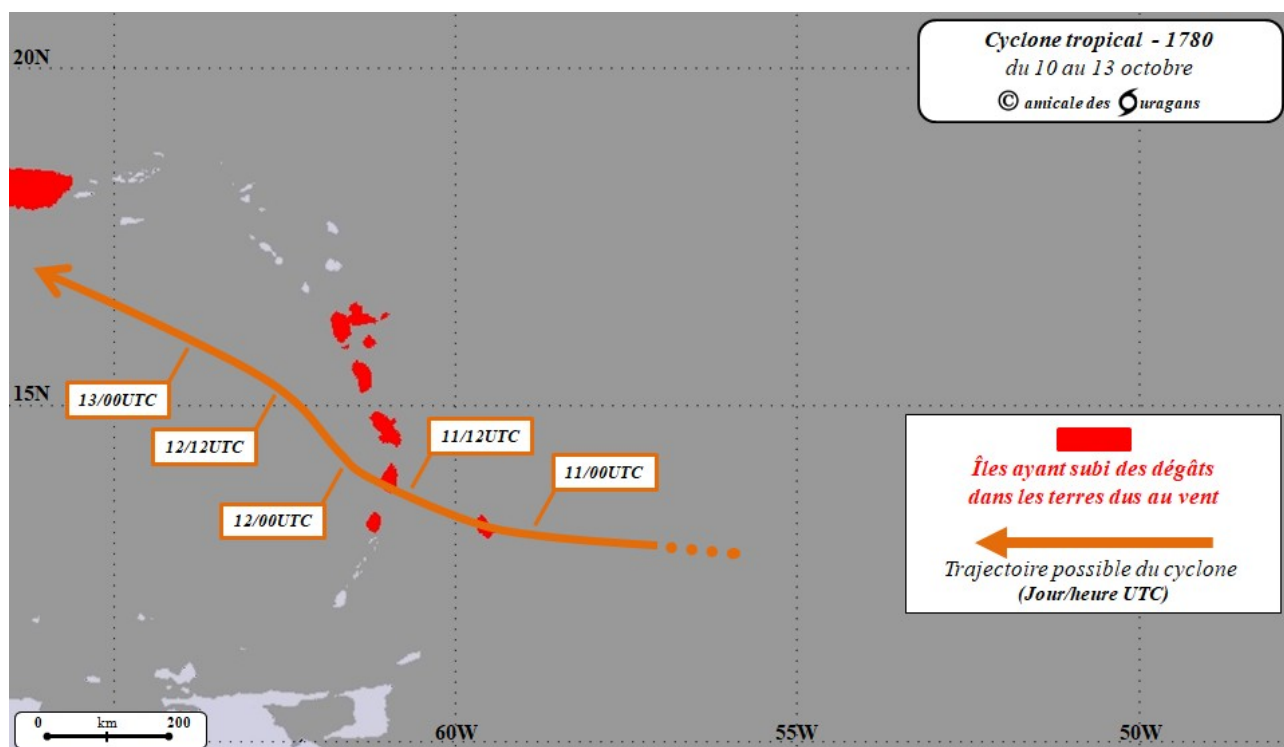 Cyclone tropical - 1780
du 10 au 13 octobre
© amicale des Ouragans
20N
15N
13/00UTC
12/12UTC
12/00UTC
11/12UTC
11/00UTC
Îles ayant subi des dégâts
dans les terres dus au vent
Trajectoire possible du cyclone
(Jour/heure UTC)
0 km 200
60W
55W
50W